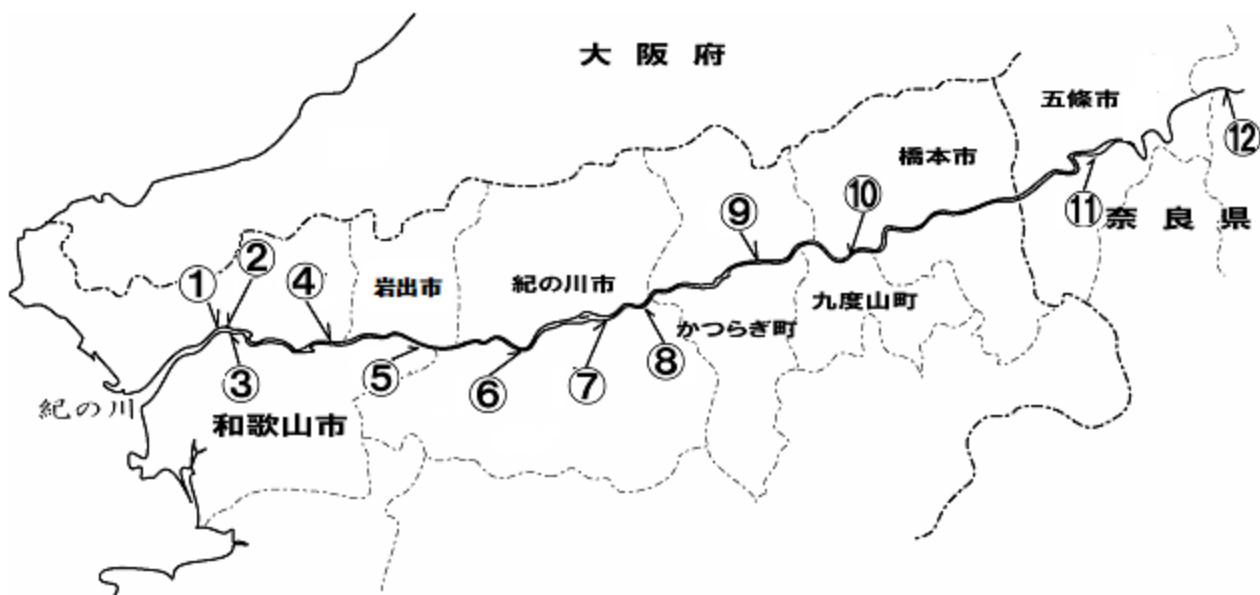 大阪府
五條市
⑫
橋本市
⑩
⑨
⑪
奈良県
②
④
①
岩出市
紀の川市
九度山町
かつらぎ町
⑧
③
⑤
⑥
⑦
紀の川
和歌山市